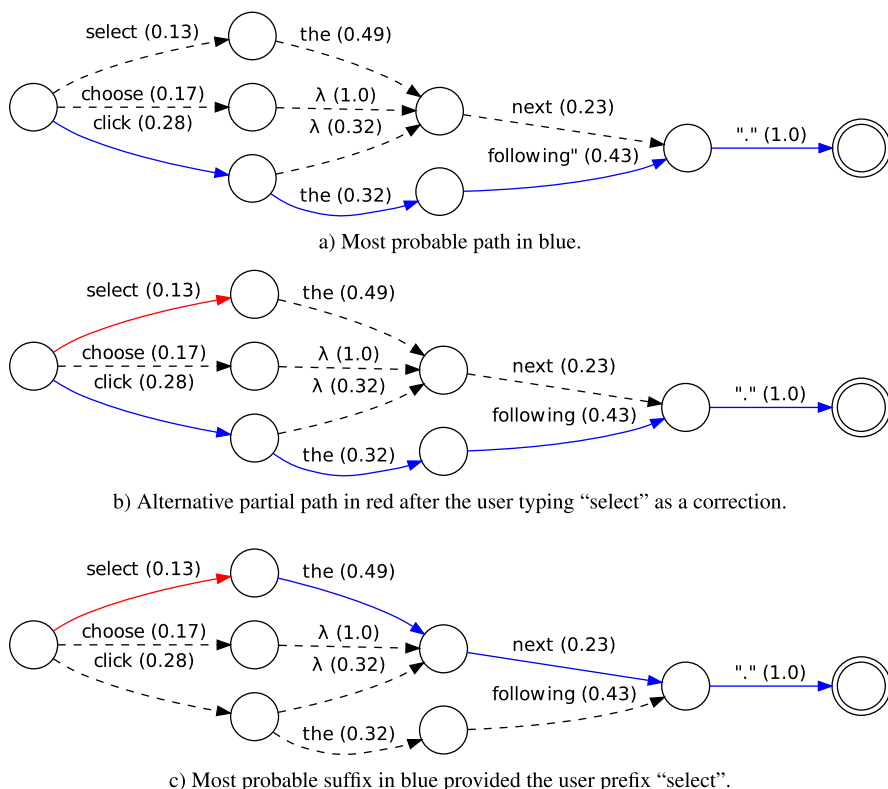 select (0.13)
the (0.49)
choose (0.17)
λ (1.0)
next (0.23)
click (0.28)
λ (0.32)
"." (1.0)
following" (0.43)
the (0.32)
a) Most probable path in blue.
select (0.13)
the (0.49)
choose (0.17)
λ (1.0)
next (0.23)
click (0.28)
λ (0.32)
"." (1.0)
following (0.43)
the (0.32)
b) Alternative partial path in red after the user typing “select” as a correction.
select (0.13)
the (0.49)
choose (0.17)
λ (1.0)
next (0.23)
click (0.28)
λ (0.32)
"." (1.0)
following (0.43)
the (0.32)
c) Most probable suffix in blue provided the user prefix “select”.